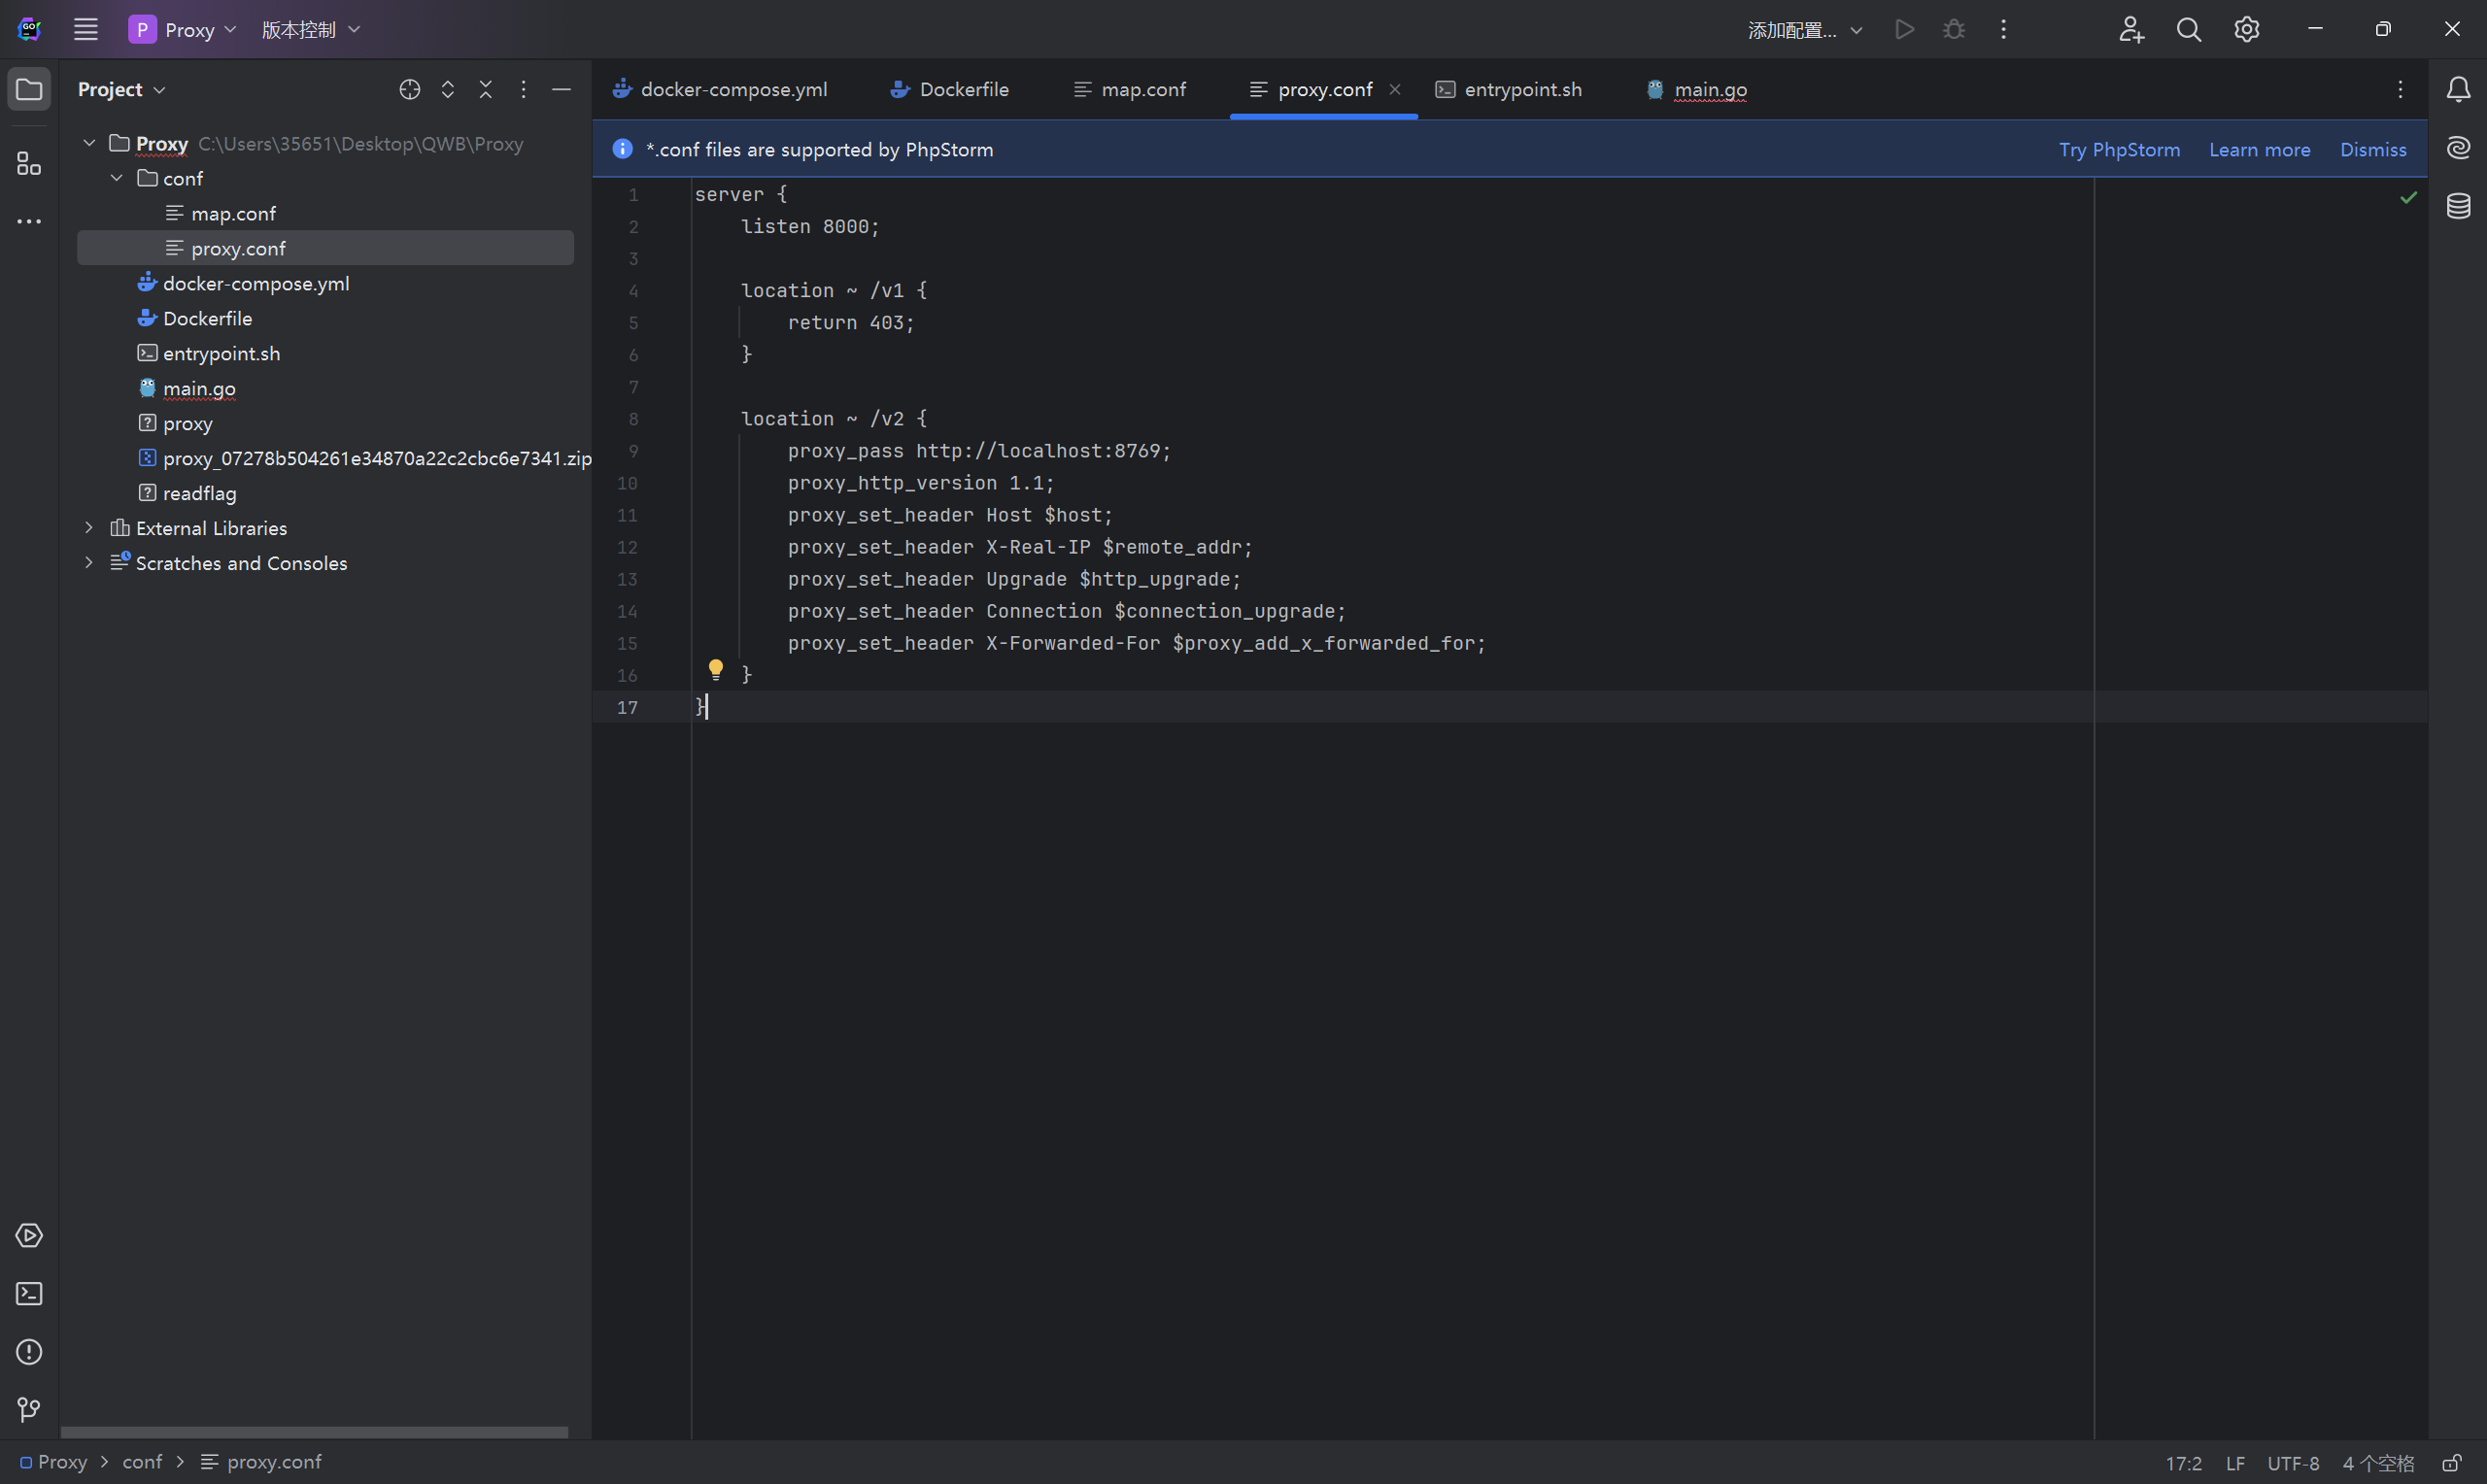 GO
P Proxy 版本控制 添加配置...
Project
docker-compose.yml Dockerfile map.conf proxy.conf entrypoint.sh main.go
*.conf files are supported by PhpStorm Try PhpStorm Learn more Dismiss
Proxy C:\Users\35651\Desktop\QWB\Proxy
conf
map.conf
proxy.conf
docker-compose.yml
Dockerfile
entrypoint.sh
main.go
proxy
proxy_07278b504261e34870a22c2cbc6e7341.zip
readflag
External Libraries
Scratches and Consoles
1 server {
2     listen 8000;
3
4     location ~ /v1 {
5         return 403;
6     }
7
8     location ~ /v2 {
9         proxy_pass http://localhost:8769;
10         proxy_http_version 1.1;
11         proxy_set_header Host $host;
12         proxy_set_header X-Real-IP $remote_addr;
13         proxy_set_header Upgrade $http_upgrade;
14         proxy_set_header Connection $connection_upgrade;
15         proxy_set_header X-Forwarded-For $proxy_add_x_forwarded_for;
16     }
17 }
Proxy > conf > proxy.conf 17:2 LF UTF-8 4 个空格